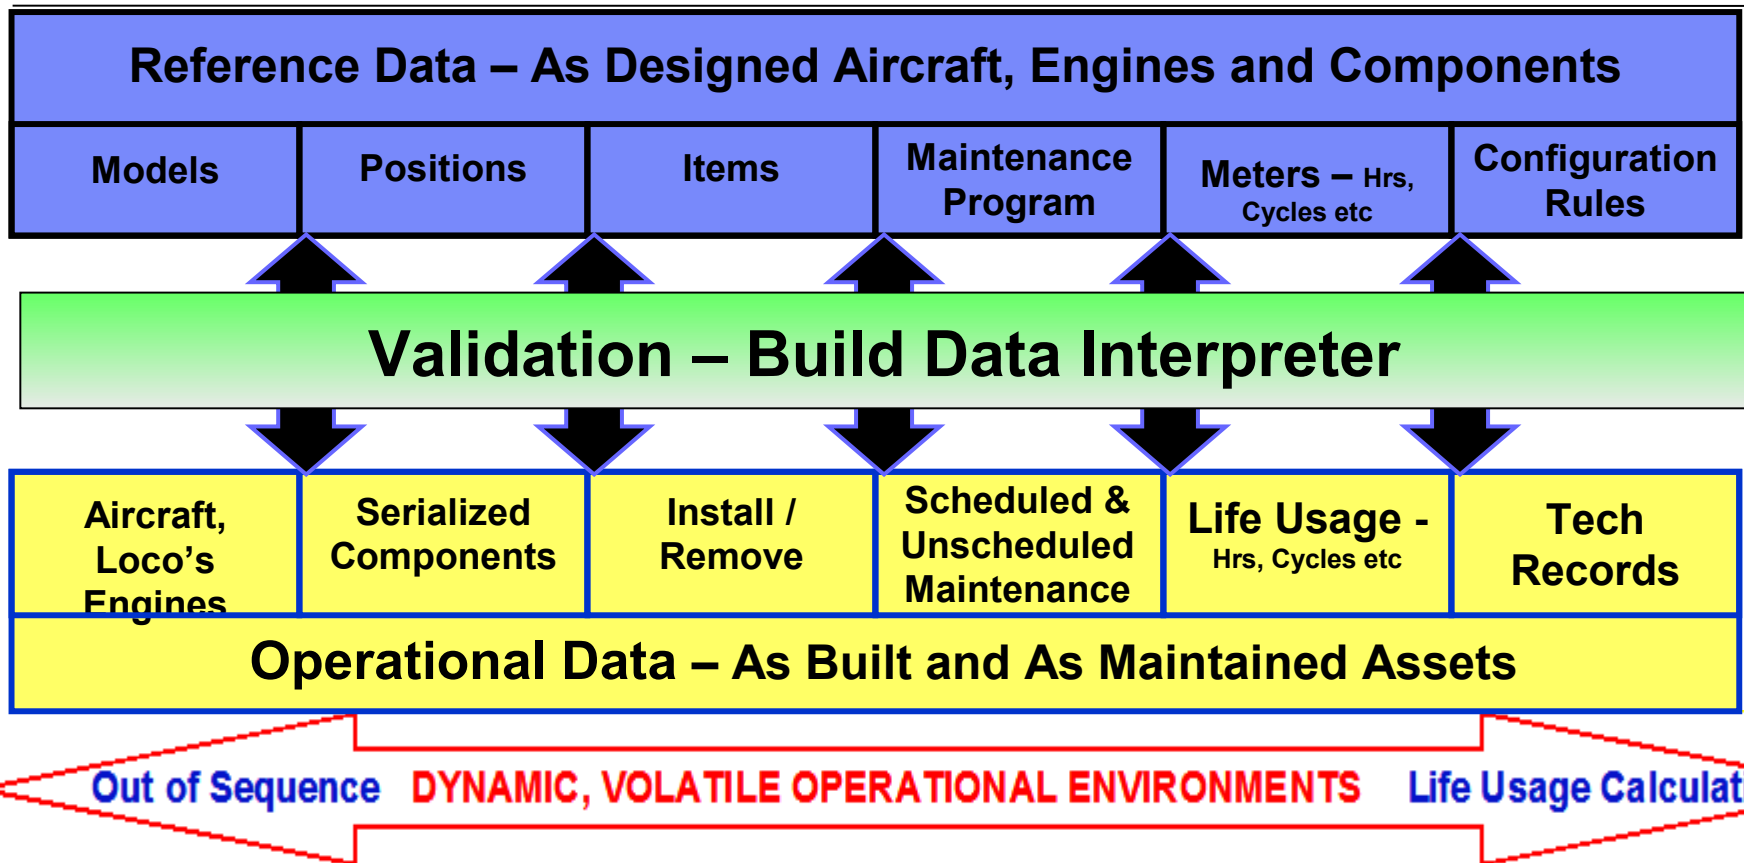 Reference Data – As Designed Aircraft, Engines and Components
Models
Positions
Items
Maintenance
Program
Meters – Hrs,
Cycles etc
Configuration
Rules
Validation – Build Data Interpreter
Aircraft,
Loco's
Engines
Serialized
Components
Install /
Remove
Scheduled &
Unscheduled
Maintenance
Life Usage -
Hrs, Cycles etc
Tech
Records
Operational Data – As Built and As Maintained Assets
Out of Sequence DYNAMIC, VOLATILE OPERATIONAL ENVIRONMENTS Life Usage